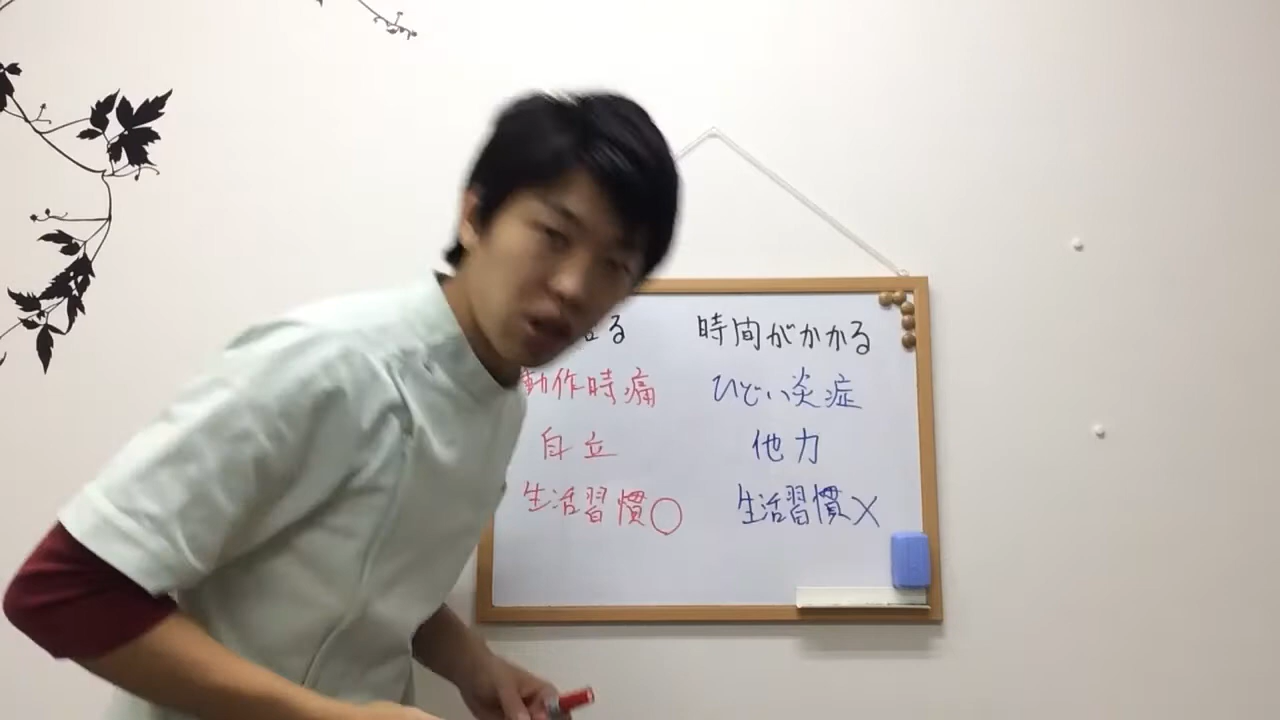 る 時間がかかる
動作時痛 ひどい炎症
自立 他力
生活習慣○ 生活習慣×